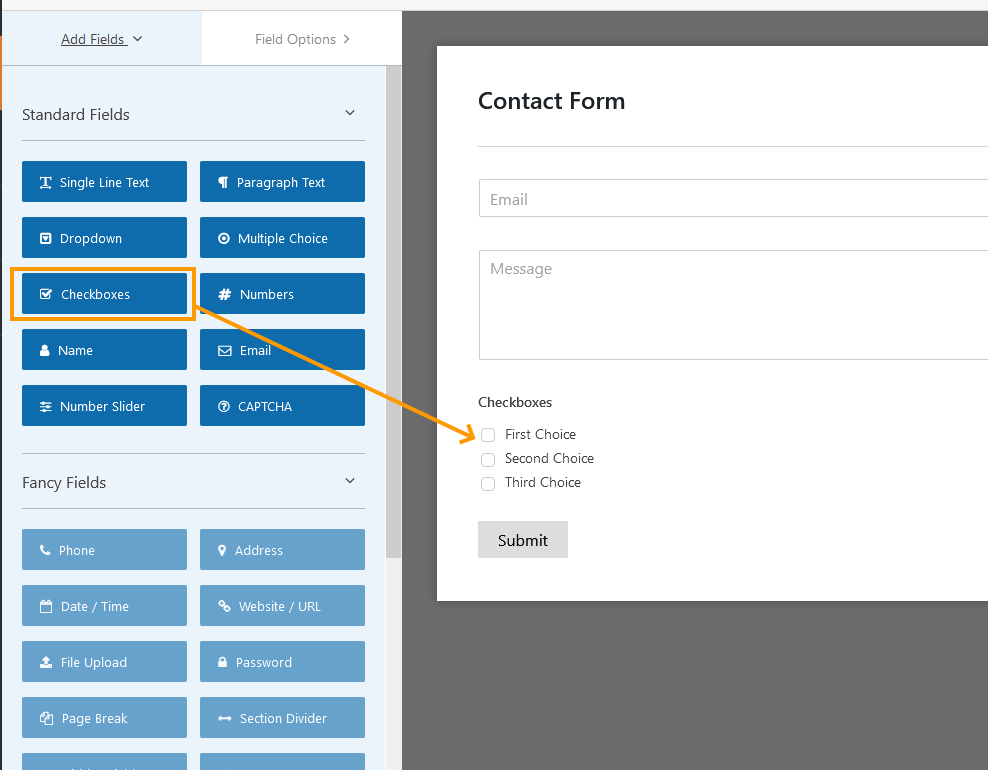 Add Fields
Field Options
Standard Fields
Single Line Text
Paragraph Text
Dropdown
Multiple Choice
Checkboxes
Numbers
Name
Email
Number Slider
CAPTCHA
Fancy Fields
Phone
Address
Date / Time
Website / URL
File Upload
Password
Page Break
Section Divider
Contact Form
Email
Message
Checkboxes
First Choice
Second Choice
Third Choice
Submit